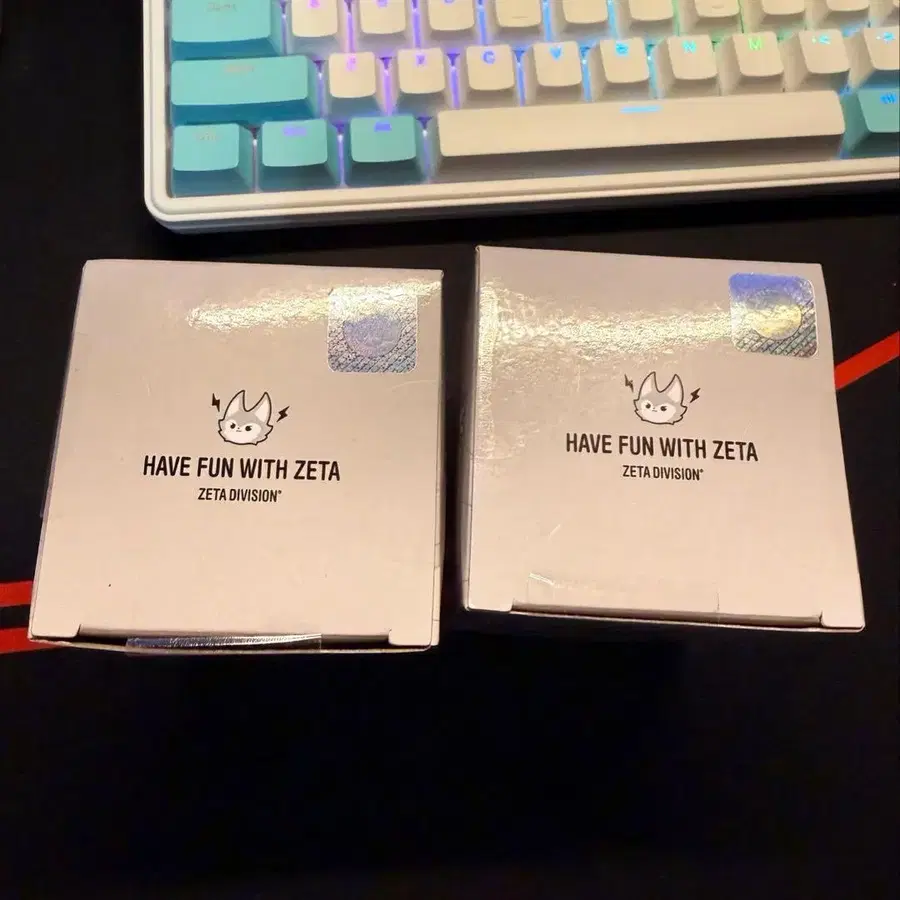 Z X C V B N M <
HAVE FUN WITH ZETA
ZETA DIVISION®
HAVE FUN WITH ZETA
ZETA DIVISION®